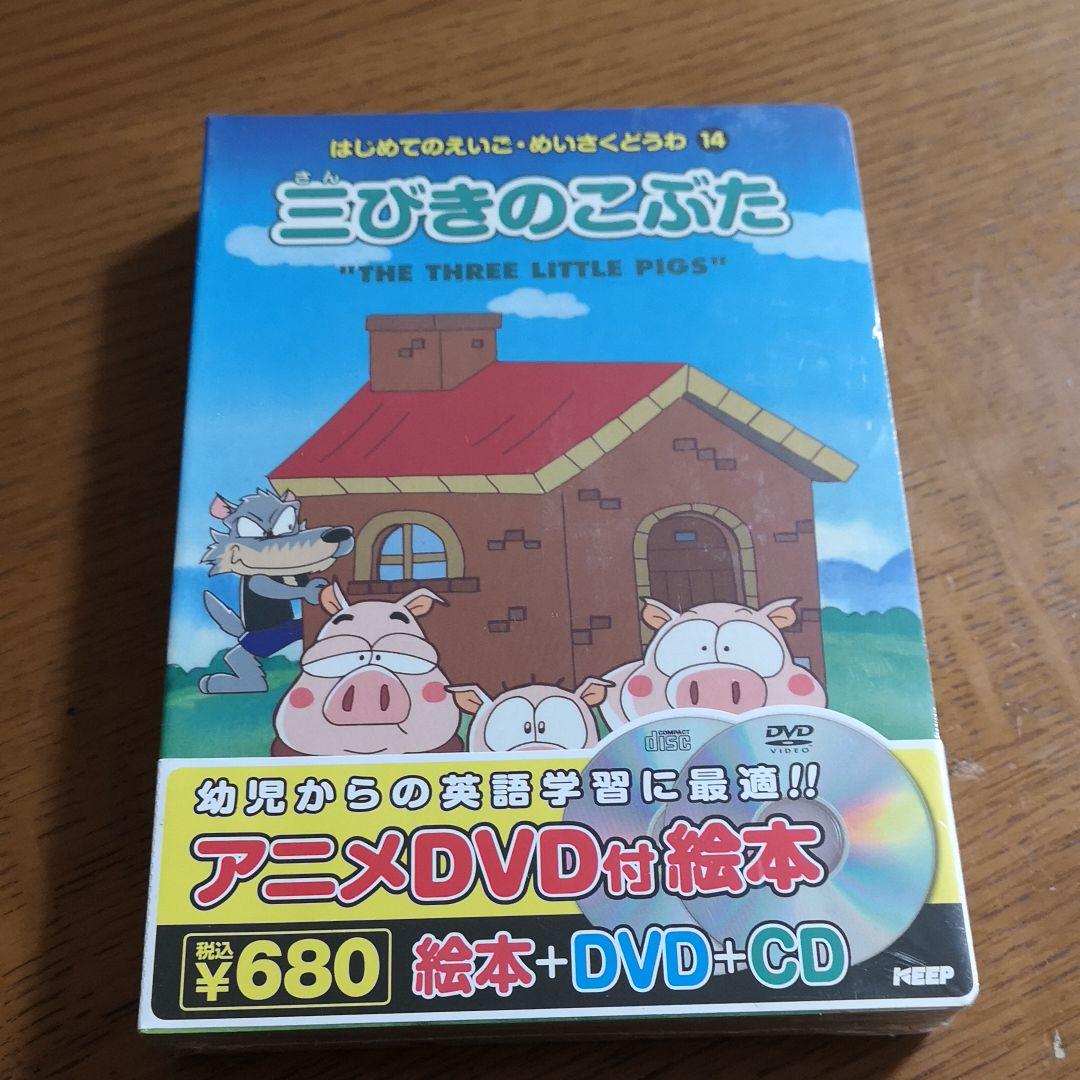 はじめてのえいご・めいさくどうわ 14
さん
三びきのこぶた
"THE THREE LITTLE PIGS"
COMPACT
disc
DVD
VIDEO
幼児からの英語学習に最適!!
アニメDVD付絵本
税込
¥680
絵本+DVD+CD
KEEP